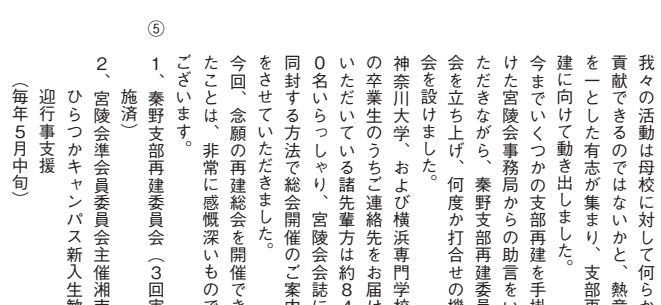 我々の活動は母校に対して何らか
貢献できるのではないかと、熱意
を一とした有志が集まり、支部再
建に向けて動き出しました。
今までいくつかの支部再建を手掛
けた宮陵会事務局からの助言をい
ただきながら、秦野支部再建委員
会を立ち上げ、何度か打合せの機
会を設けました。
神奈川大学、および横浜専門学校
の卒業生のうちご連絡先をお届け
いただいている諸先輩方は約84
0名いらっしゃり、宮陵会会誌に
同封する方法で総会開催のご案内
をさせていただきました。
今回、念願の再建総会を開催でき
たことは、非常に感慨深いもので
ございます。
⑤
1、秦野支部再建委員会（3回実
施済）
2、宮陵会準会員委員会主催湘南
ひらつかキャンパス新入生歓
迎行事支援
（毎年5月中旬）